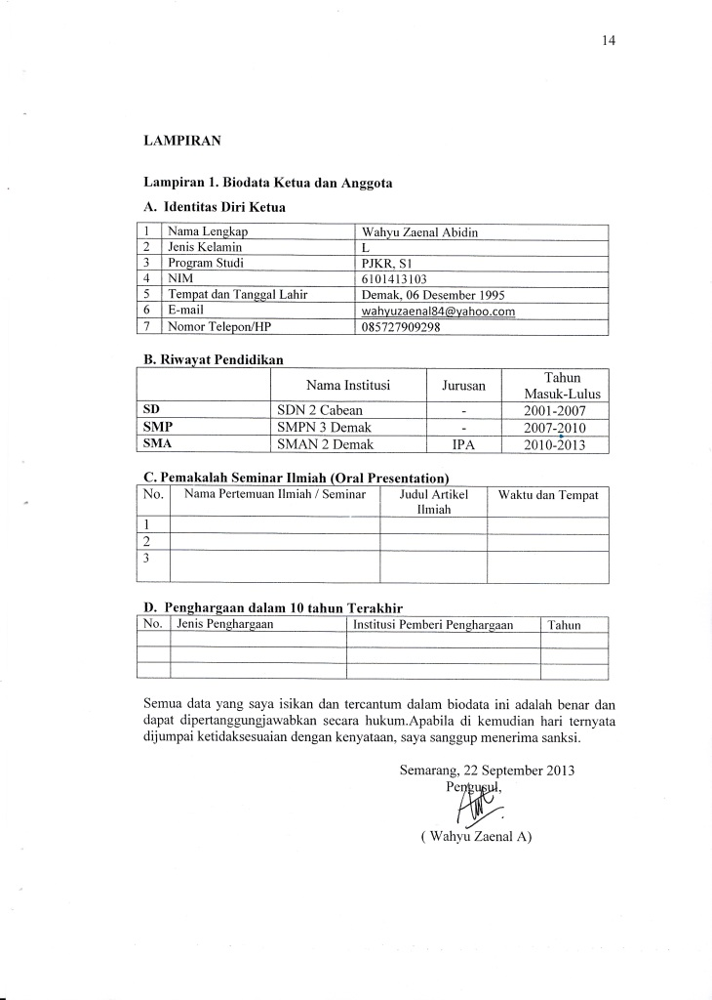 14
LAMPIRAN
Lampiran 1. Biodata Ketua dan Anggota
A. Identitas Diri Ketua
1 Nama Lengkap Wahyu Zaenal Abidin
2 Jenis Kelamin L
3 Program Studi PJKR, S1
4 NIM 6101413103
5 Tempat dan Tanggal Lahir Demak, 06 Desember 1995
6 E-mail wahyuzaenal84@yahoo.com
7 Nomor Telepon/HP 085727909298
B. Riwayat Pendidikan
Nama Institusi Jurusan Tahun
Masuk-Lulus
SD SDN 2 Cabean - 2001-2007
SMP SMPN 3 Demak - 2007-2010
SMA SMAN 2 Demak IPA 2010-2013
C. Pemakalah Seminar Ilmiah (Oral Presentation)
No. Nama Pertemuan Ilmiah / Seminar Judul Artikel Waktu dan Tempat
Ilmiah
1
2
3
D. Penghargaan dalam 10 tahun Terakhir
No. Jenis Penghargaan Institusi Pemberi Penghargaan Tahun
Semua data yang saya isikan dan tercantum dalam biodata ini adalah benar dan
dapat dipertanggungjawabkan secara hukum.Apabila di kemudian hari ternyata
dijumpai ketidaksesuaian dengan kenyataan, saya sanggup menerima sanksi.
Semarang, 22 September 2013
Pengusul,
( Wahyu Zaenal A)